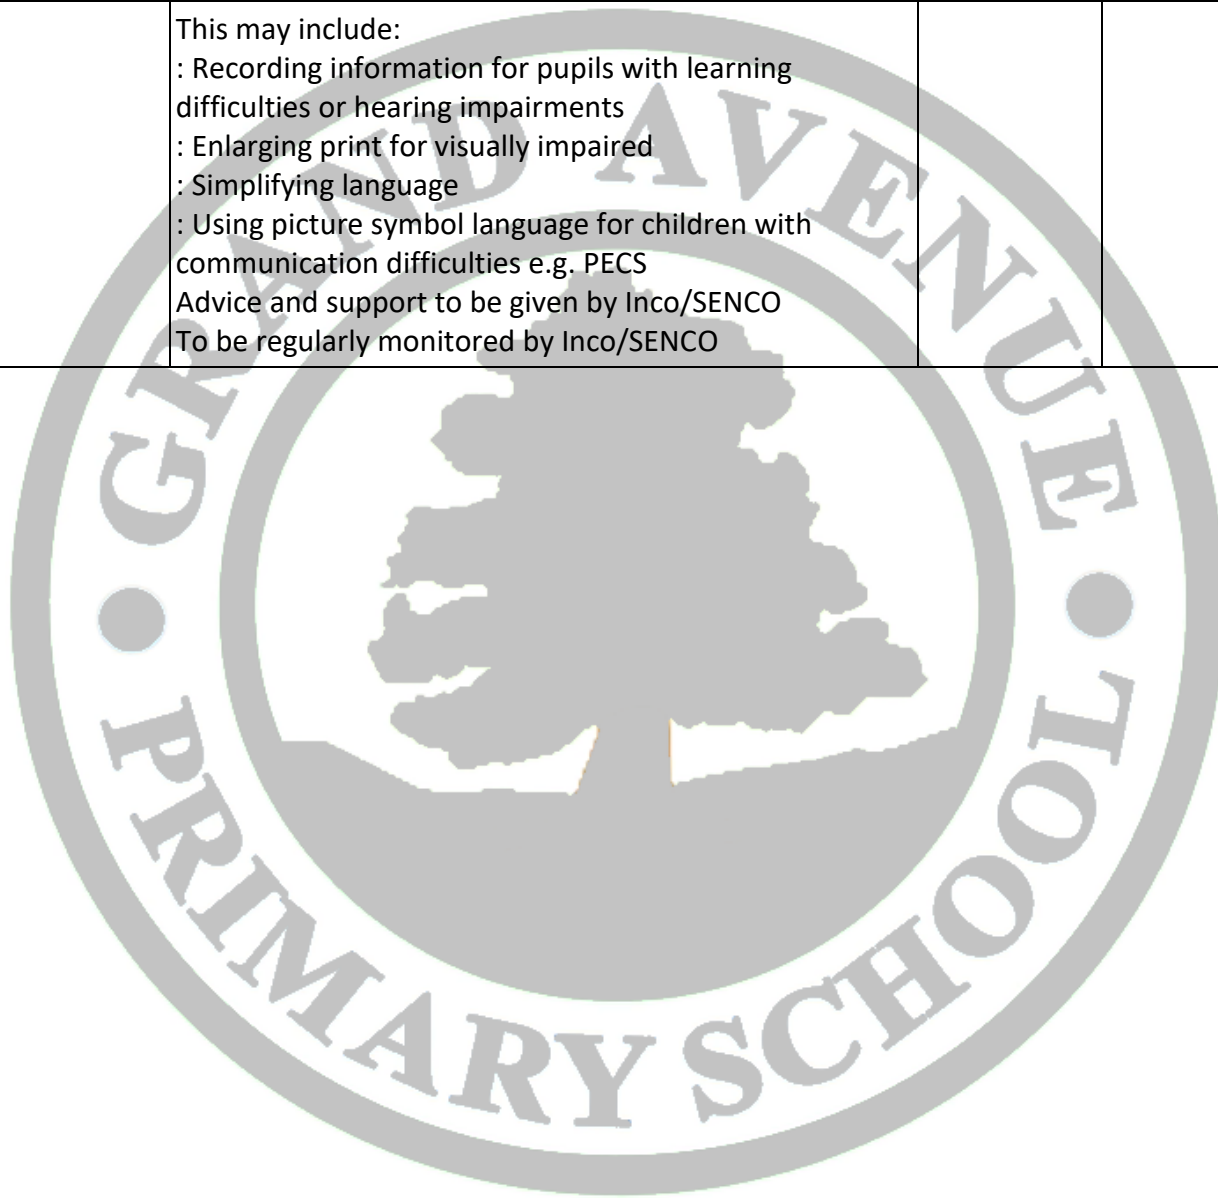 This may include:
: Recording information for pupils with learning
difficulties or hearing impairments
: Enlarging print for visually impaired
: Simplifying language
: Using picture symbol language for children with
communication difficulties e.g. PECS
Advice and support to be given by Inco/SENCO
To be regularly monitored by Inco/SENCO
GRAND AVENUE
PRIMARY SCHOOL